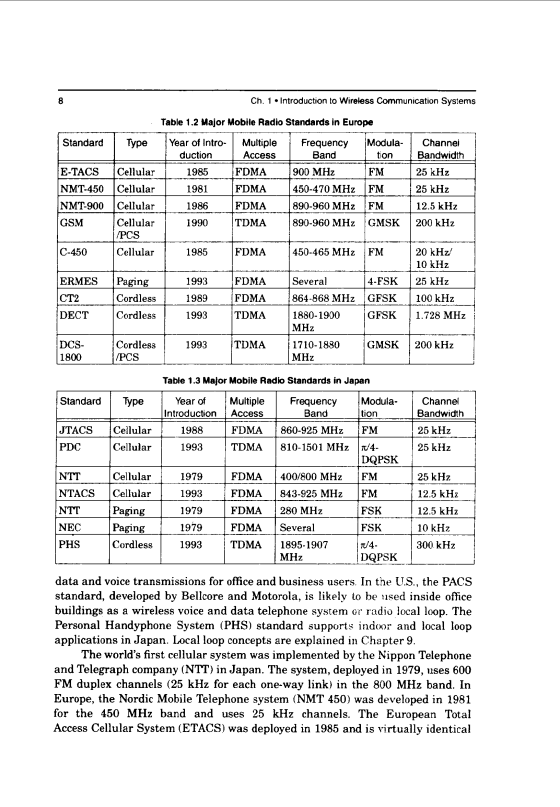 8 Ch. 1 • Introduction to Wireless Communication Systems
Table 1.2 Major Mobile Radio Standards in Europe
Standard Type Year of Intro- Multiple Frequency Modula- Channel
duction Access Band tion Bandwidth
E-TACS Cellular 1985 FDMA 900 MHz FM 25 kHz
NMT-450 Cellular 1981 FDMA 450-470 MHz FM 25 kHz
NMT-900 Cellular 1986 FDMA 890-960 MHz FM 12.5 kHz
GSM Cellular 1990 TDMA 890-960 MHz GMSK 200 kHz
/PCS
C-450 Cellular 1985 FDMA 450-465 MHz FM 20 kHz/
10 kHz
ERMES Paging 1993 FDMA Several 4-FSK 25 kHz
CT2 Cordless 1989 FDMA 864-868 MHz GFSK 100 kHz
DECT Cordless 1993 TDMA 1880-1900 GFSK 1.728 MHz
MHz
DCS- Cordless 1993 TDMA 1710-1880 GMSK 200 kHz
1800 /PCS MHz
Table 1.3 Major Mobile Radio Standards in Japan
Standard Type Year of Multiple Frequency Modula- Channel
Introduction Access Band tion Bandwidth
JTACS Cellular 1988 FDMA 860-925 MHz FM 25 kHz
PDC Cellular 1993 TDMA 810-1501 MHz π/4- 25 kHz
DQPSK
NTT Cellular 1979 FDMA 400/800 MHz FM 25 kHz
NTACS Cellular 1993 FDMA 843-925 MHz FM 12.5 kHz
NTT Paging 1979 FDMA 280 MHz FSK 12.5 kHz
NEC Paging 1979 FDMA Several FSK 10 kHz
PHS Cordless 1993 TDMA 1895-1907 π/4- 300 kHz
MHz DQPSK
data and voice transmissions for office and business users. In the U.S., the PACS
standard, developed by Bellcore and Motorola, is likely to be used inside office
buildings as a wireless voice and data telephone system or radio local loop. The
Personal Handyphone System (PHS) standard supports indoor and local loop
applications in Japan. Local loop concepts are explained in Chapter 9.
The world's first cellular system was implemented by the Nippon Telephone
and Telegraph company (NTT) in Japan. The system, deployed in 1979, uses 600
FM duplex channels (25 kHz for each one-way link) in the 800 MHz band. In
Europe, the Nordic Mobile Telephone system (NMT 450) was developed in 1981
for the 450 MHz band and uses 25 kHz channels. The European Total
Access Cellular System (ETACS) was deployed in 1985 and is virtually identical